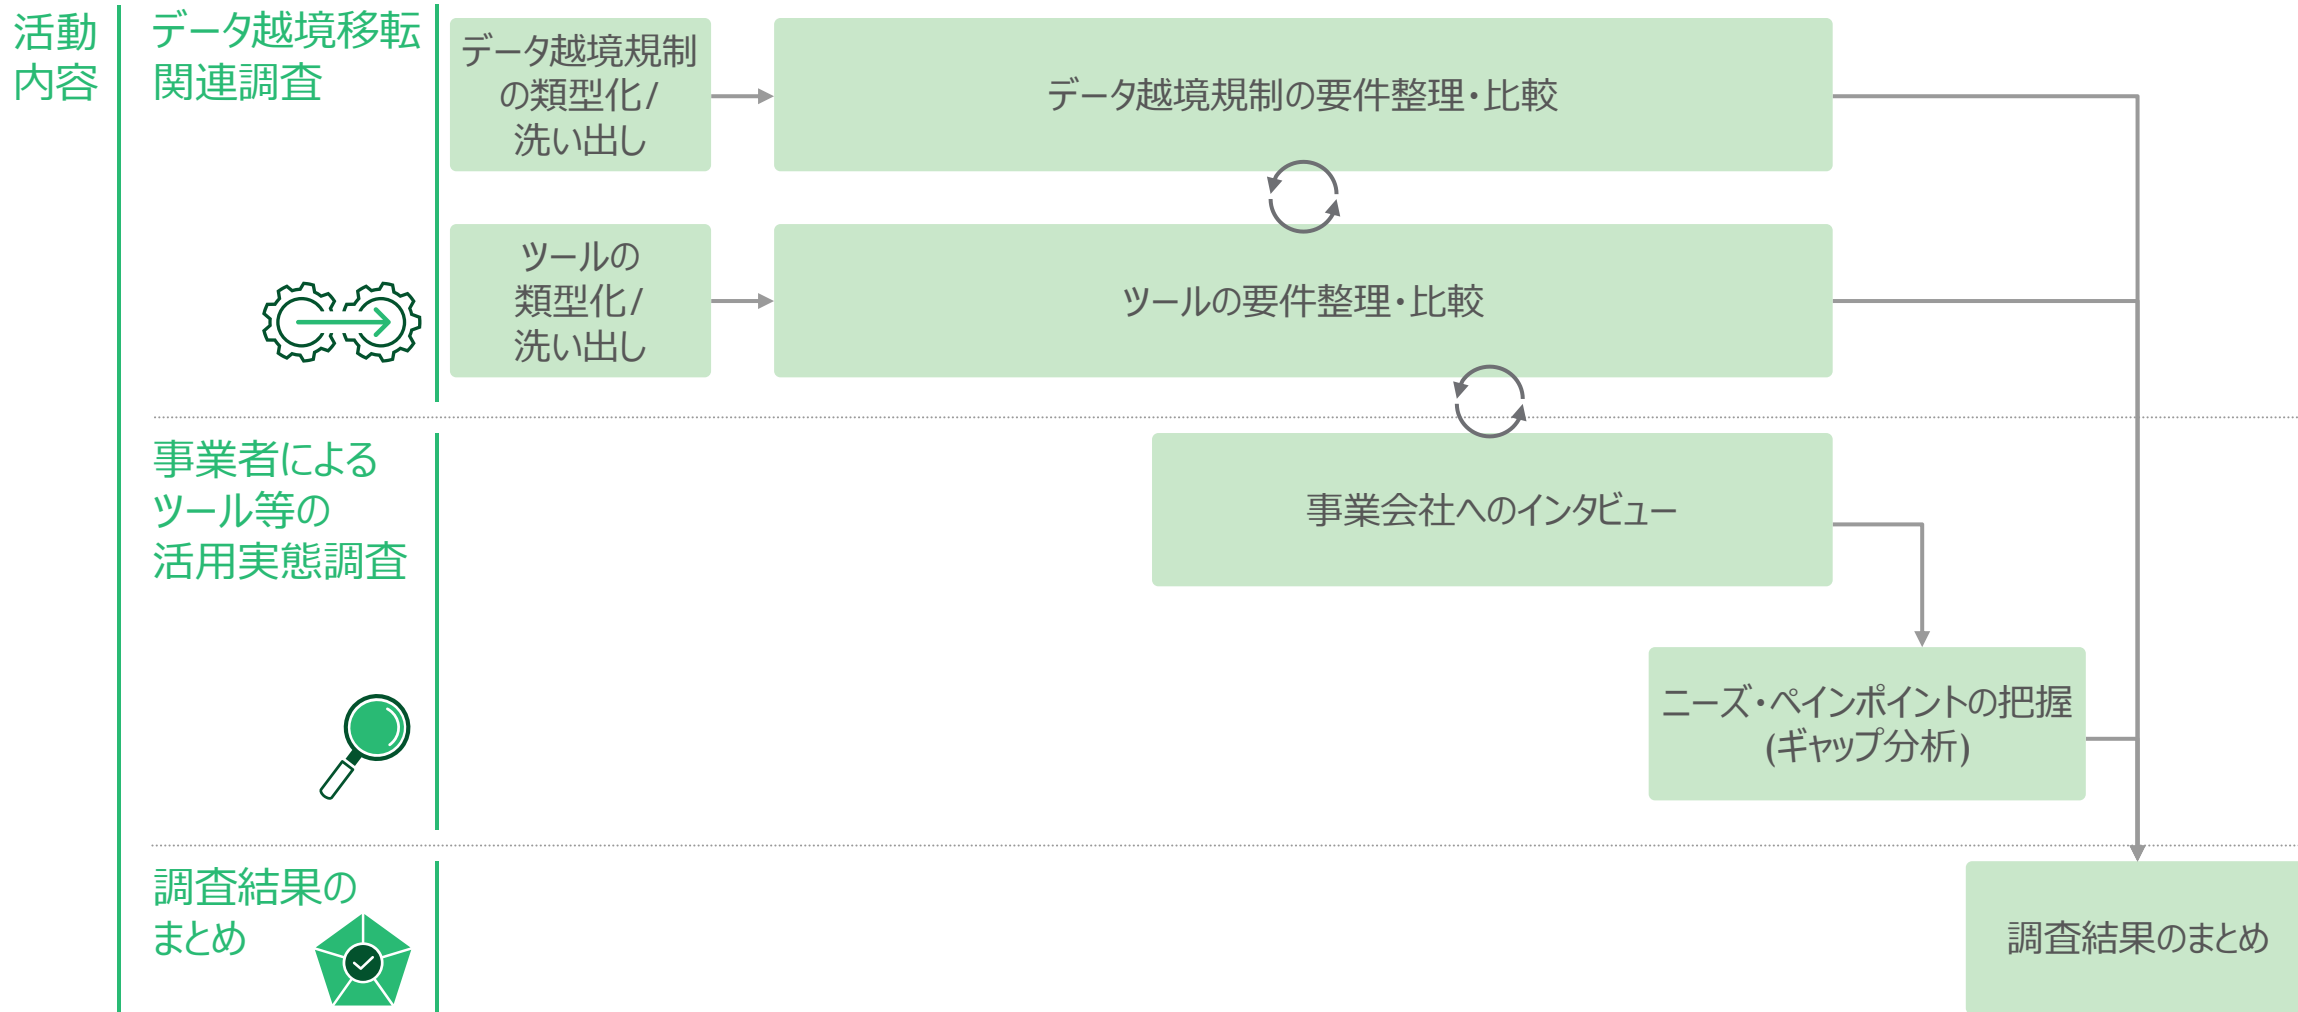 活動
内容
データ越境移転
関連調査
データ越境規制
の類型化/
洗い出し
データ越境規制の要件整理・比較
ツールの
類型化/
洗い出し
ツールの要件整理・比較
事業者による
ツール等の
活用実態調査
事業会社へのインタビュー
ニーズ・ペインポイントの把握
(ギャップ分析)
調査結果の
まとめ
調査結果のまとめ